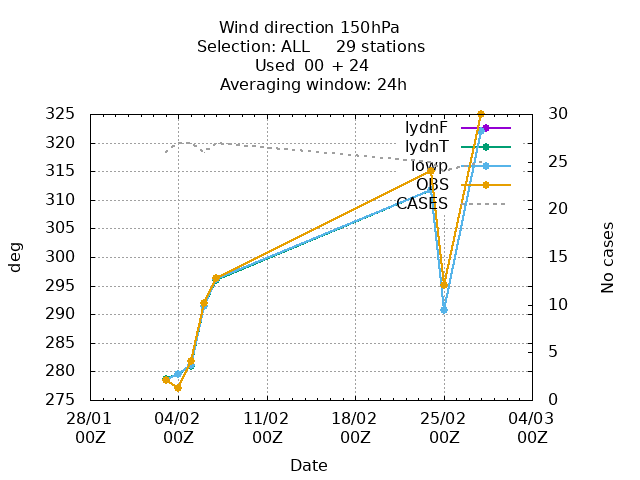 Wind direction 150hPa
Selection: ALL 29 stations
Used 00 + 24
Averaging window: 24h
325
320
315
310
305
300
295
290
285
280
275
deg
30
25
20
15
10
5
0
No cases
lydnF
lydnT
lowp
OBS
CASES
28/01 04/02 11/02 18/02 25/02 04/03
00Z 00Z 00Z 00Z 00Z 00Z
Date